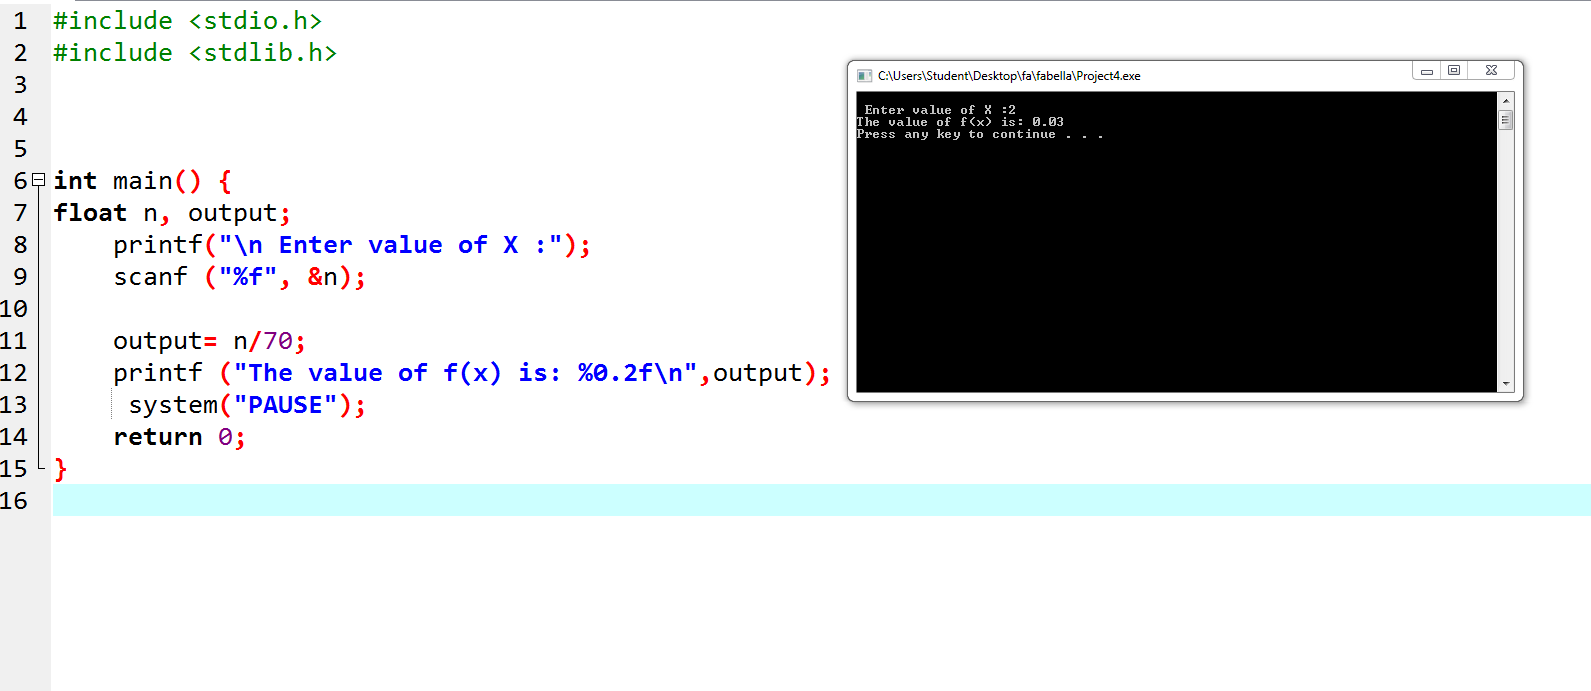 1 #include <stdio.h>
2 #include <stdlib.h>
3
4
5
6 int main() {
7 float n, output;
8 printf("\n Enter value of X :");
9 scanf ("%f", &n);
10
11 output= n/70;
12 printf ("The value of f(x) is: %0.2f\n",output);
13 system("PAUSE");
14 return 0;
15 }
16
C:\Users\Student\Desktop\fa\fabella\Project4.exe
Enter value of X :2
The value of f(x) is: 0.03
Press any key to continue . . .